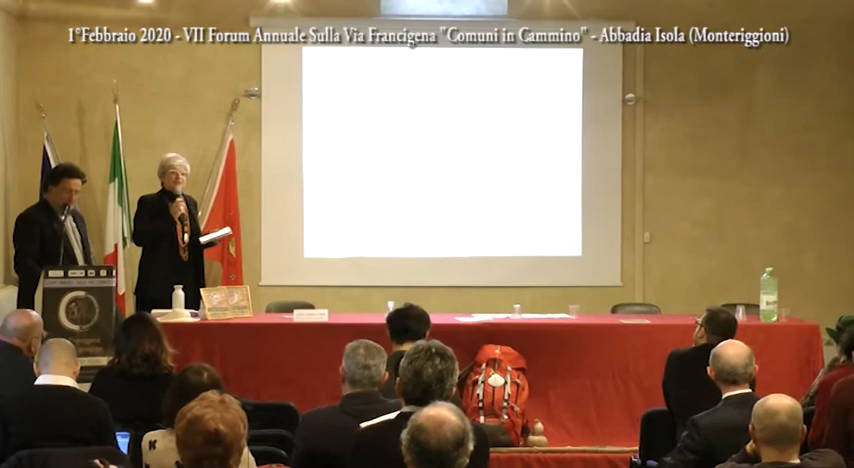 1°Febbraio 2020 - VII Forum Annuale Sulla Via Francigena "Comuni in Cammino" - Abbadia Isola (Monteriggioni)